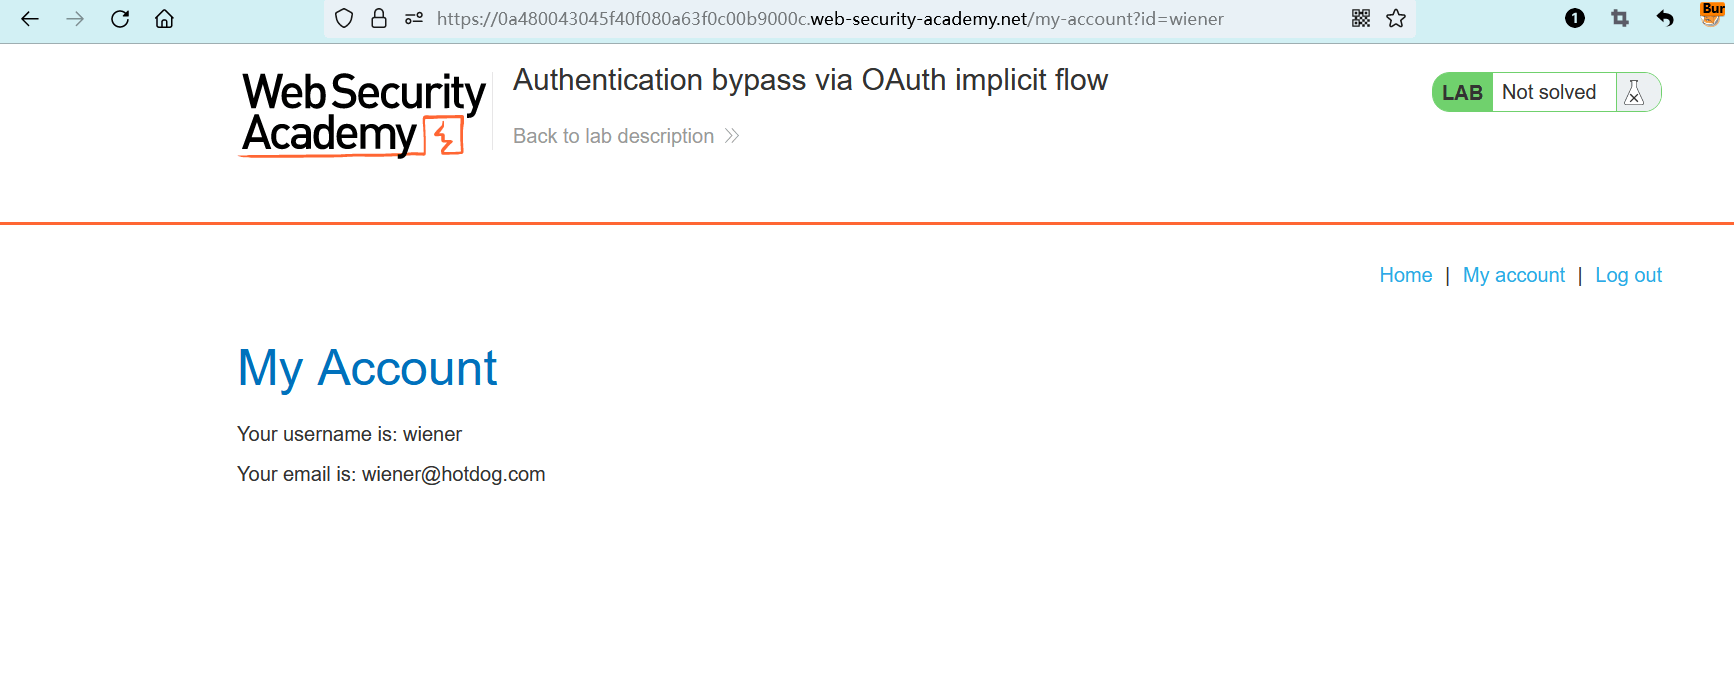 https://0a480043045f40f080a63f0c00b9000c.web-security-academy.net/my-account?id=wiener
1
Bur
Web Security
Academy
Authentication bypass via OAuth implicit flow
Back to lab description
LAB Not solved
Home | My account | Log out
My Account
Your username is: wiener
Your email is: wiener@hotdog.com